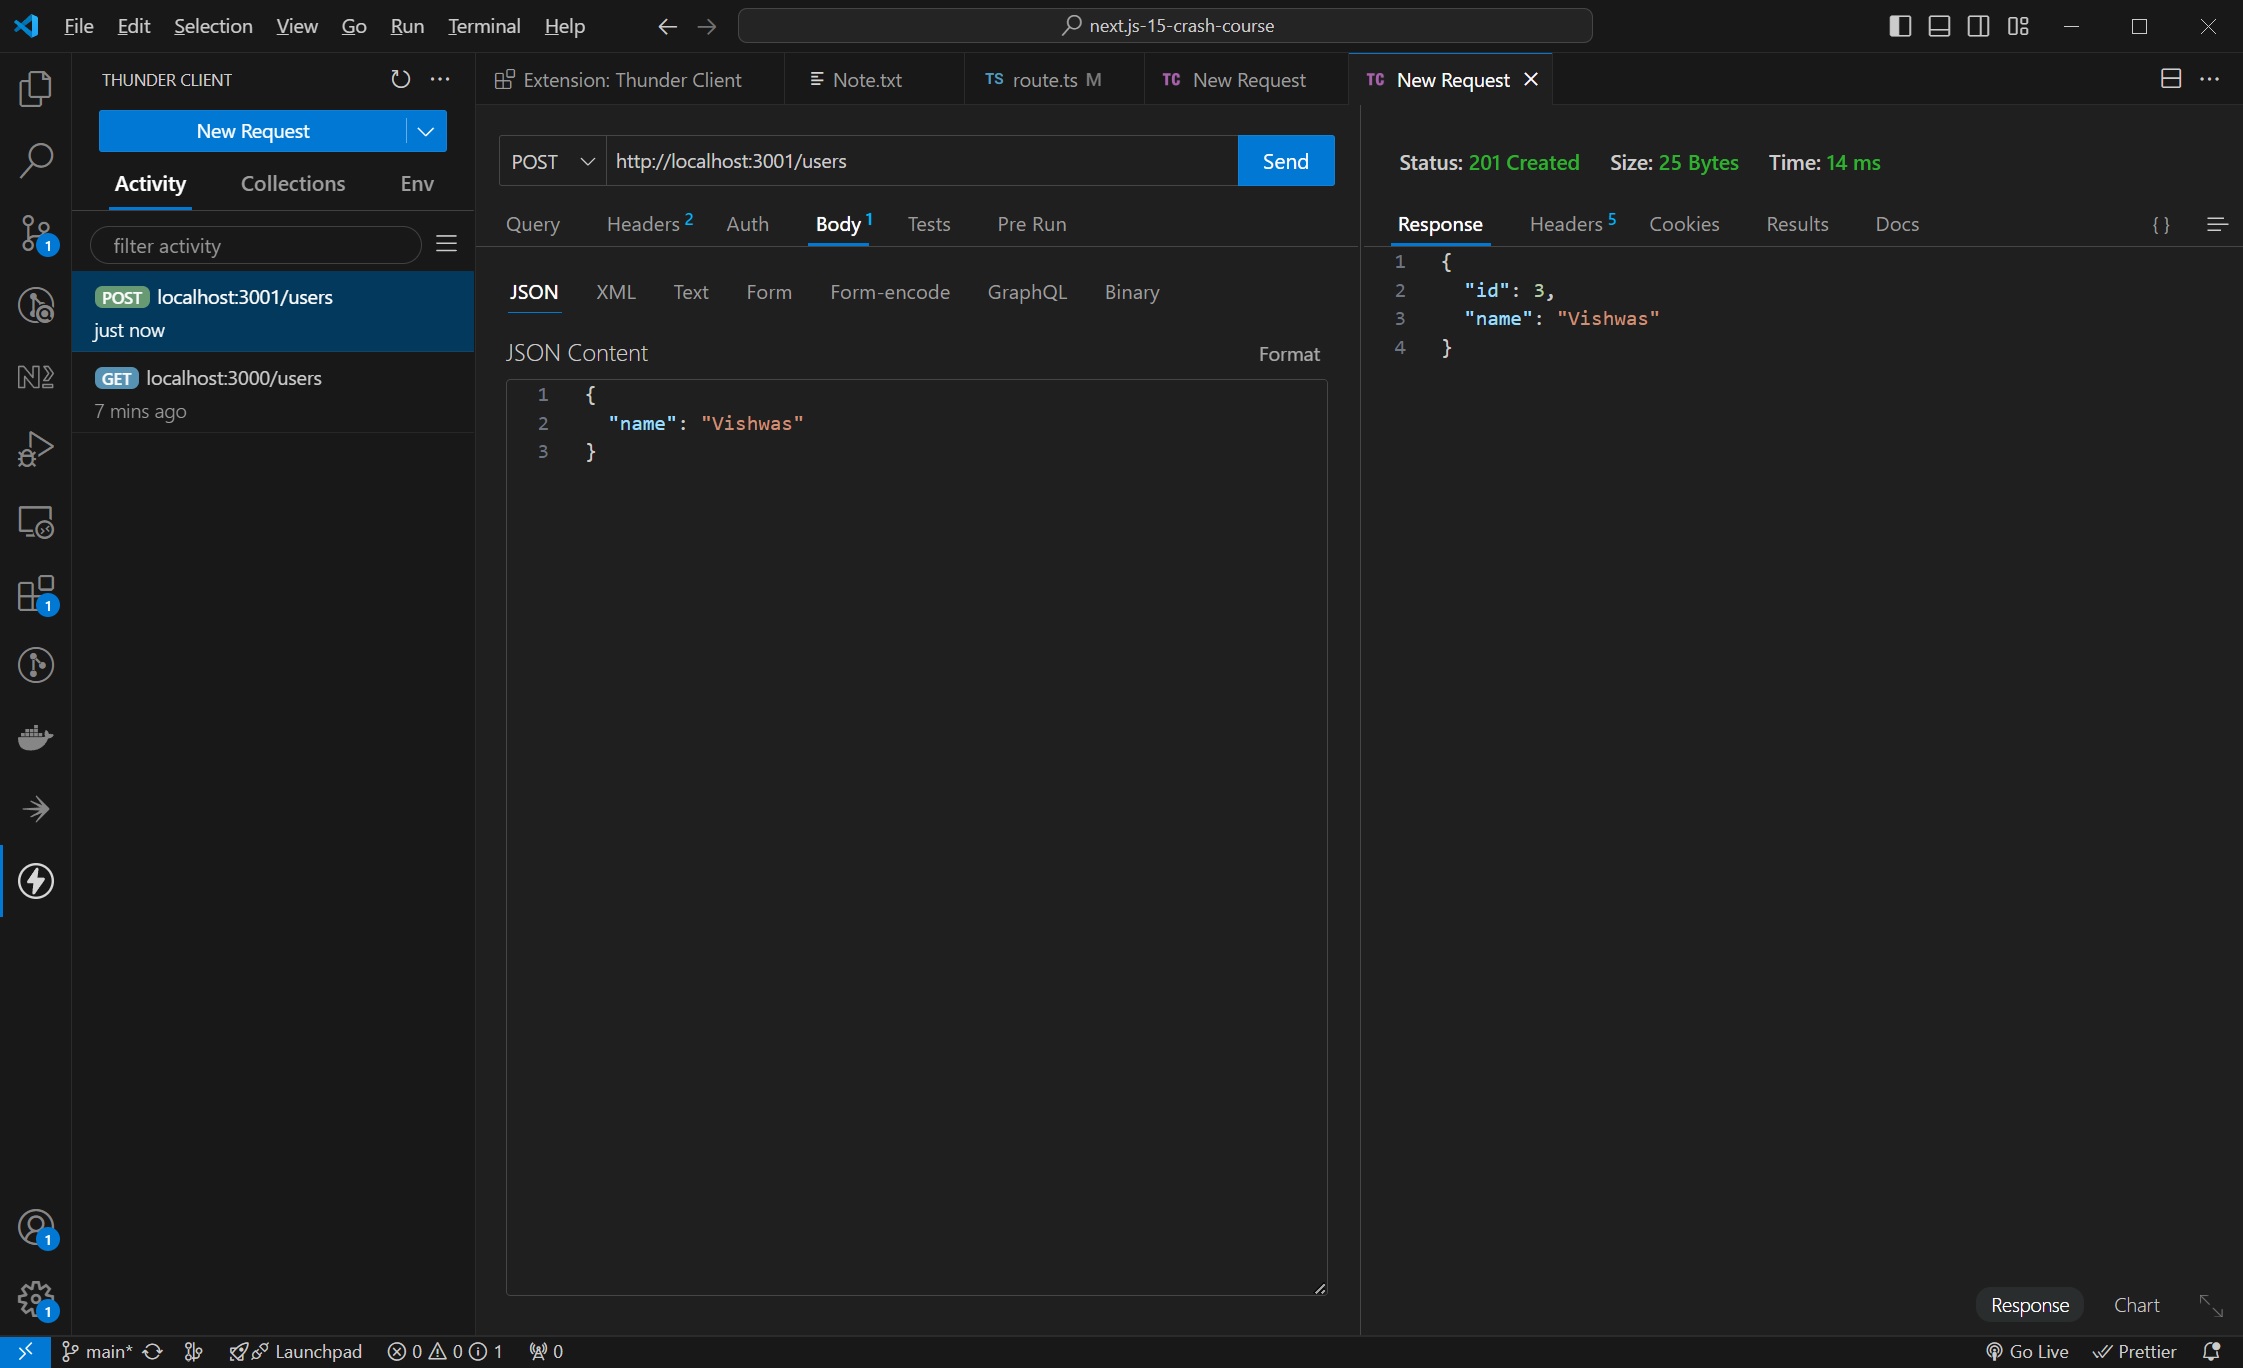 File Edit Selection View Go Run Terminal Help
next.js-15-crash-course
THUNDER CLIENT
New Request
Activity Collections Env
filter activity
POST localhost:3001/users
just now
GET localhost:3000/users
7 mins ago
Extension: Thunder Client
Note.txt
TS route.ts M
TC New Request
TC New Request
POST http://localhost:3001/users Send
Query Headers 2 Auth Body 1 Tests Pre Run
JSON XML Text Form Form-encode GraphQL Binary
JSON Content Format
1 {
2 "name": "Vishwas"
3 }
Status: 201 Created Size: 25 Bytes Time: 14 ms
Response Headers 5 Cookies Results Docs { }
1 {
2 "id": 3,
3 "name": "Vishwas"
4 }
Response Chart
1
1
1
1
main* Launchpad 0 0 1 0
Go Live Prettier